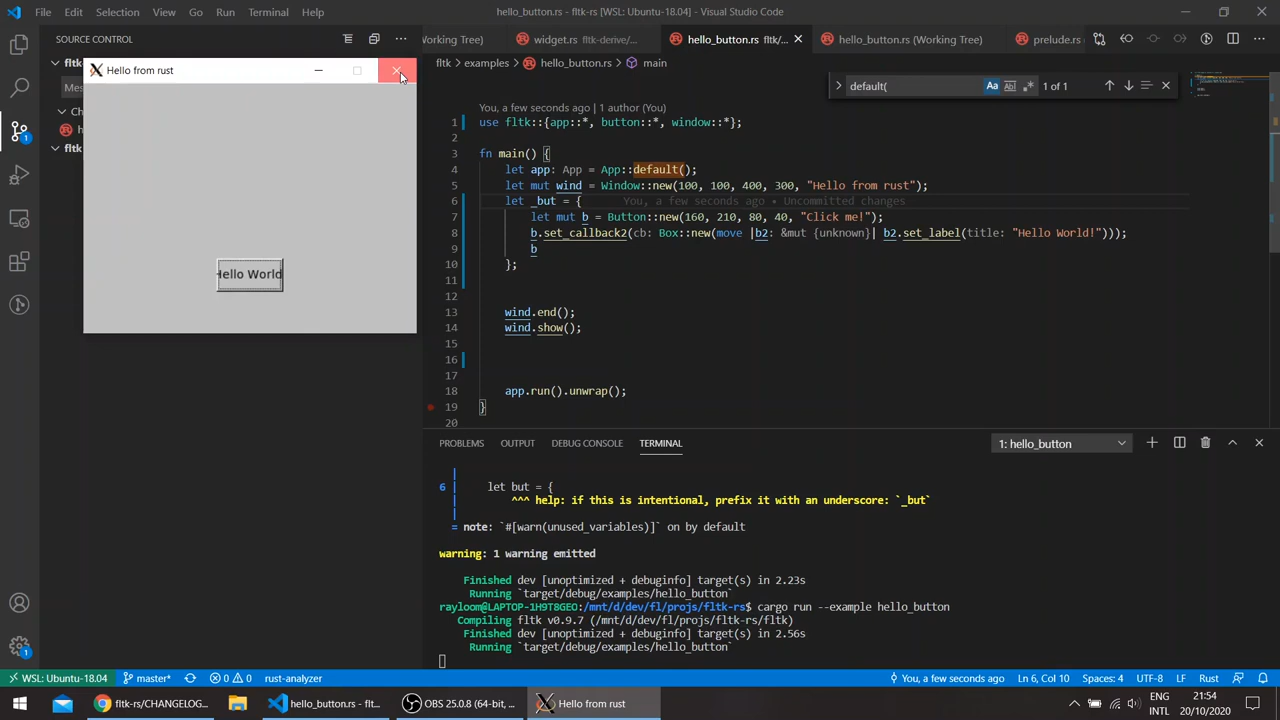 File Edit Selection View Go Run Terminal Help
hello_button.rs - fltk-rs [WSL: Ubuntu-18.04] - Visual Studio Code
SOURCE CONTROL
Working Tree)
widget.rs fltk-derive/...
hello_button.rs fltk/...
hello_button.rs (Working Tree)
prelude.rs
fltk > examples > hello_button.rs > main
Hello from rust
default(
Aa Abl .* 1 of 1
You, a few seconds ago | 1 author (You)
1 use fltk::{app::*, button::*, window::*};
2
3 fn main() {
4 let app: App = App::default();
5 let mut wind = Window::new(100, 100, 400, 300, "Hello from rust");
6 let _but = { You, a few seconds ago • Uncommitted changes
7 let mut b = Button::new(160, 210, 80, 40, "Click me!");
8 b.set_callback2(cb: Box::new(move |b2: &mut {unknown}| b2.set_label(title: "Hello World!")));
9 b
10 };
11
12
13 wind.end();
14 wind.show();
15
16
17
18 app.run().unwrap();
19 }
20
Hello World
PROBLEMS OUTPUT DEBUG CONSOLE TERMINAL
1: hello_button
|
6 | let but = {
| ^^^ help: if this is intentional, prefix it with an underscore: `_but`
|
= note: `#[warn(unused_variables)]` on by default
warning: 1 warning emitted
Finished dev [unoptimized + debuginfo] target(s) in 2.23s
Running `target/debug/examples/hello_button`
rayloom@LAPTOP-1H9T8GEO:/mnt/d/dev/fl/projs/fltk-rs$ cargo run --example hello_button
Compiling fltk v0.9.7 (/mnt/d/dev/fl/projs/fltk-rs/fltk)
Finished dev [unoptimized + debuginfo] target(s) in 2.56s
Running `target/debug/examples/hello_button`
WSL: Ubuntu-18.04 master* 0 0 rust-analyzer
You, a few seconds ago Ln 6, Col 10 Spaces: 4 UTF-8 LF Rust
fltk-rs/CHANGELOG...
hello_button.rs - flt...
OBS 25.0.8 (64-bit, ...
Hello from rust
ENG
INTL
21:54
20/10/2020